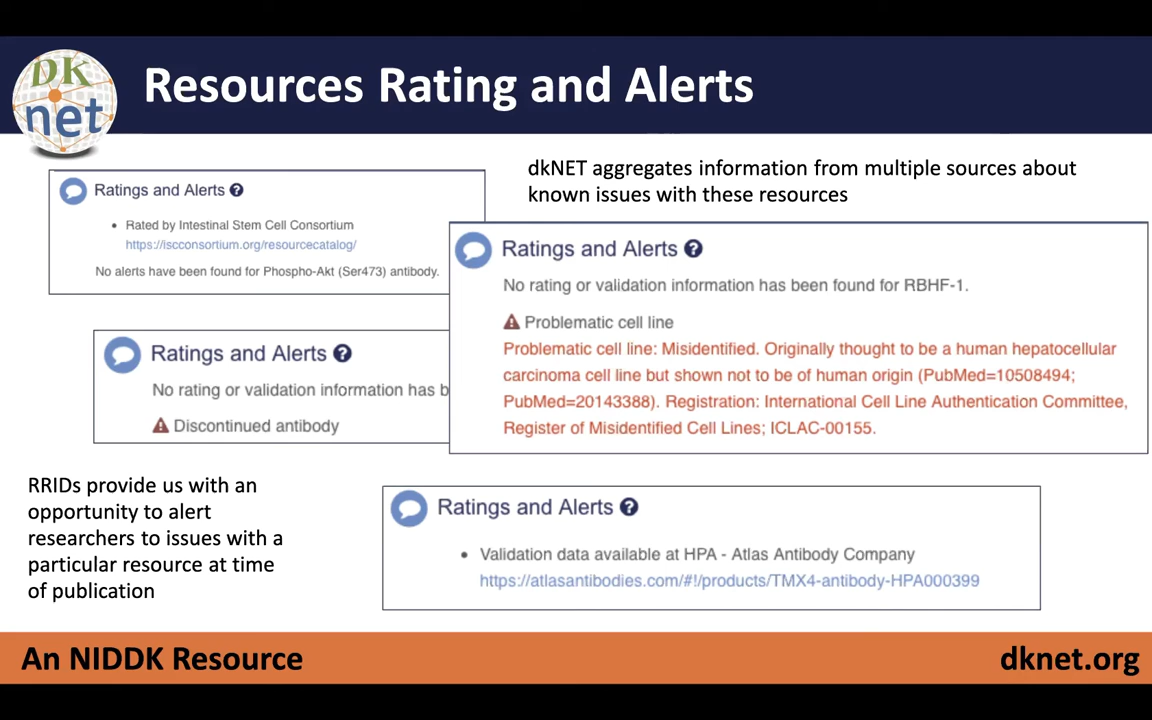 DK
net
Resources Rating and Alerts
dkNET aggregates information from multiple sources about
known issues with these resources
Ratings and Alerts ?
• Rated by Intestinal Stem Cell Consortium
https://iscconsortium.org/resourcecatalog/
No alerts have been found for Phospho-Akt (Ser473) antibody.
Ratings and Alerts ?
No rating or validation information has been found for RBHF-1.
Problematic cell line
Problematic cell line: Misidentified. Originally thought to be a human hepatocellular
carcinoma cell line but shown not to be of human origin (PubMed=10508494;
PubMed=20143388). Registration: International Cell Line Authentication Committee,
Register of Misidentified Cell Lines; ICLAC-00155.
Ratings and Alerts ?
No rating or validation information has b
Discontinued antibody
RRIDs provide us with an
opportunity to alert
researchers to issues with a
particular resource at time
of publication
Ratings and Alerts ?
• Validation data available at HPA - Atlas Antibody Company
https://atlasantibodies.com/#!/products/TMX4-antibody-HPA000399
An NIDDK Resource
dknet.org